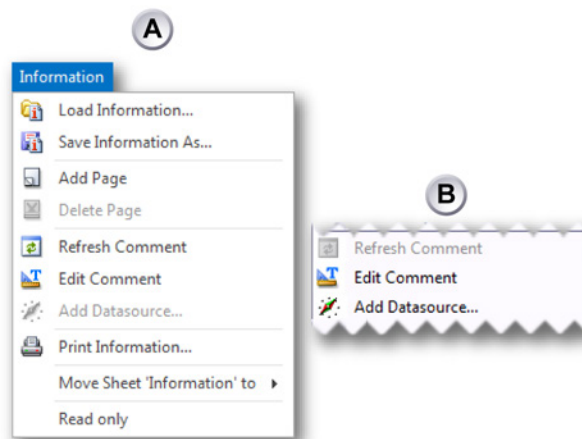 A
Information
Load Information...
Save Information As...
Add Page
Delete Page
Refresh Comment
Edit Comment
Add Datasource...
Print Information...
Move Sheet 'Information' to
Read only
B
Refresh Comment
Edit Comment
Add Datasource...